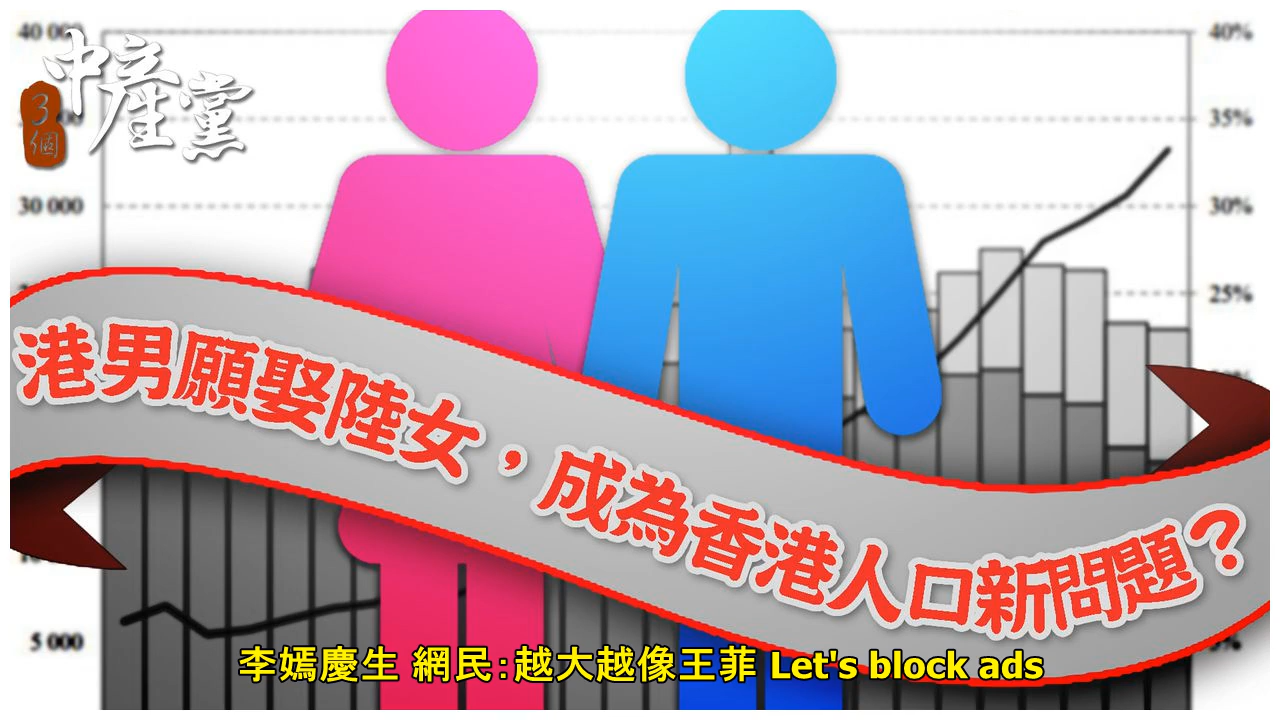 40 000
40%
3個
中產黨
35%
30 000
30%
25%
港男願娶陸女，成為香港人口新問題？
5 000
李嫣慶生 網民：越大越像王菲 Let's block ads